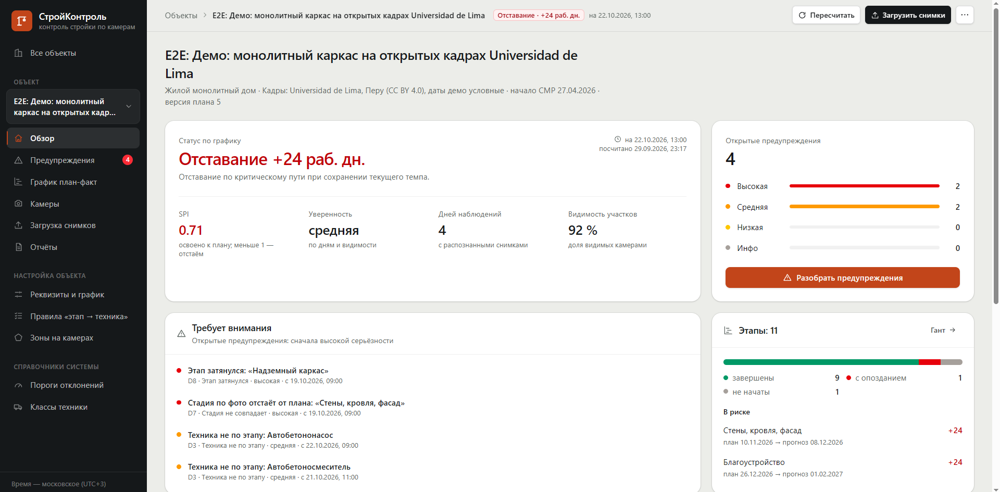 СтройКонтроль
контроль стройки по камерам
Все объекты
ОБЪЕКТ
E2E: Демо: монолитный
каркас на открытых кадр...
Обзор
Предупреждения 4
График план-факт
Камеры
Загрузка снимков
Отчёты
НАСТРОЙКА ОБЪЕКТА
Реквизиты и график
Правила «этап → техника»
Зоны на камерах
СПРАВОЧНИКИ СИСТЕМЫ
Пороги отклонений
Классы техники
Время — московское (UTC+3)
Объекты > E2E: Демо: монолитный каркас на открытых кадрах Universidad de Lima Отставание · +24 раб. дн. на 22.10.2026, 13:00
Пересчитать Загрузить снимки ···
E2E: Демо: монолитный каркас на открытых кадрах Universidad de
Lima
Жилой монолитный дом · Кадры: Universidad de Lima, Перу (CC BY 4.0), даты демо условные · начало СМР 27.04.2026 ·
версия плана 5
Статус по графику
на 22.10.2026, 13:00
посчитано 29.09.2026, 23:17
Отставание +24 раб. дн.
Отставание по критическому пути при сохранении текущего темпа.
SPI
0.71
освоено к плану; меньше 1 —
отстаём
Уверенность
средняя
по дням и видимости
Дней наблюдений
4
с распознанными снимками
Видимость участков
92 %
доля видимых камерами
Открытые предупреждения
4
Высокая 2
Средняя 2
Низкая 0
Инфо 0
Разобрать предупреждения
Требует внимания
Открытые предупреждения: сначала высокой серьёзности
Этап затянулся: «Надземный каркас»
D8 · Этап затянулся · высокая · с 19.10.2026, 09:00
Стадия по фото отстаёт от плана: «Стены, кровля, фасад»
D7 · Стадия не совпадает · высокая · с 19.10.2026, 09:00
Техника не по этапу: Автобетононасос
D3 · Техника не по этапу · средняя · с 22.10.2026, 09:00
Техника не по этапу: Автобетоносмеситель
D3 · Техника не по этапу · средняя · с 21.10.2026, 11:00
Этапы: 11 Гант →
завершены 9 с опозданием 1
не начаты 1
В риске
Стены, кровля, фасад +24
план 10.11.2026 → прогноз 08.12.2026
Благоустройство +24
план 26.12.2026 → прогноз 01.02.2027